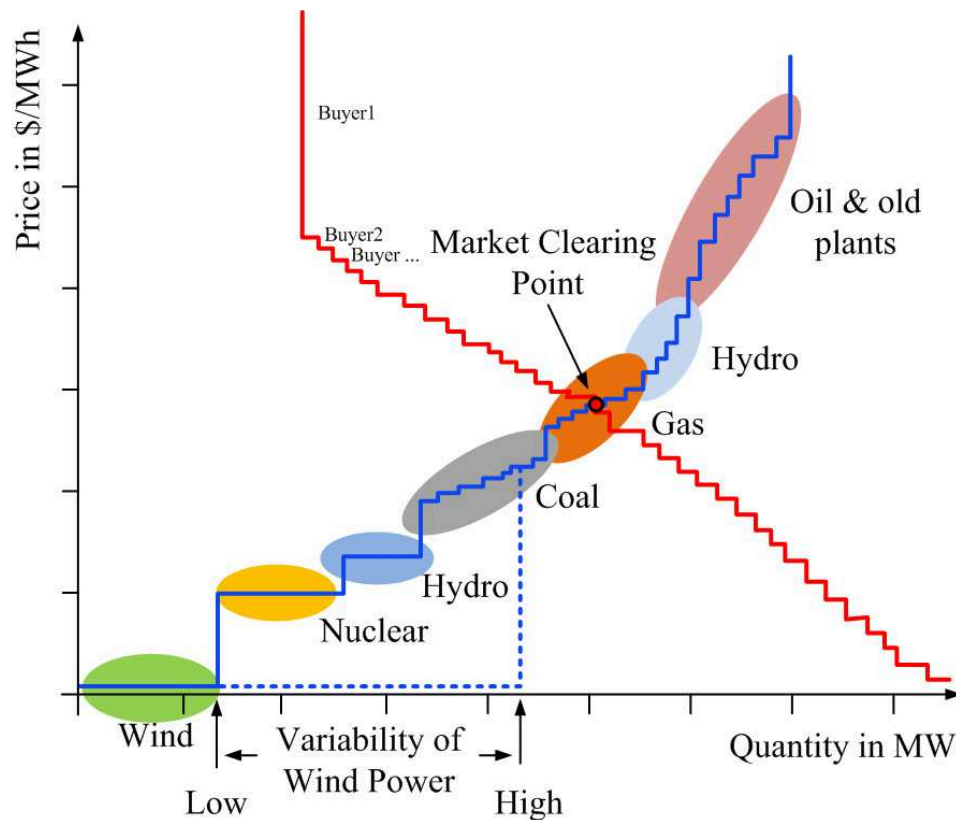 Price in $/MWh
Buyer1
Buyer2
Buyer ...
Market Clearing
Point
Oil & old
plants
Hydro
Gas
Coal
Hydro
Nuclear
Wind
Variability of
Wind Power
Quantity in MW
Low
High